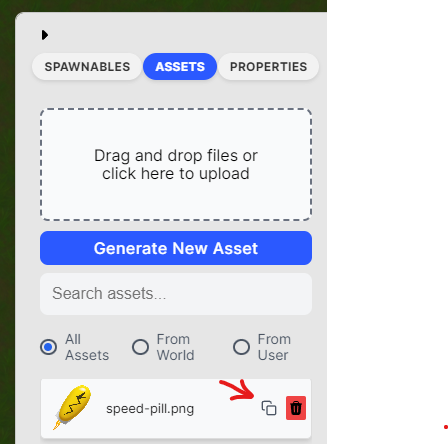 SPAWNABLES ASSETS PROPERTIES
Drag and drop files or
click here to upload
Generate New Asset
Search assets...
All Assets
From World
From User
speed-pill.png